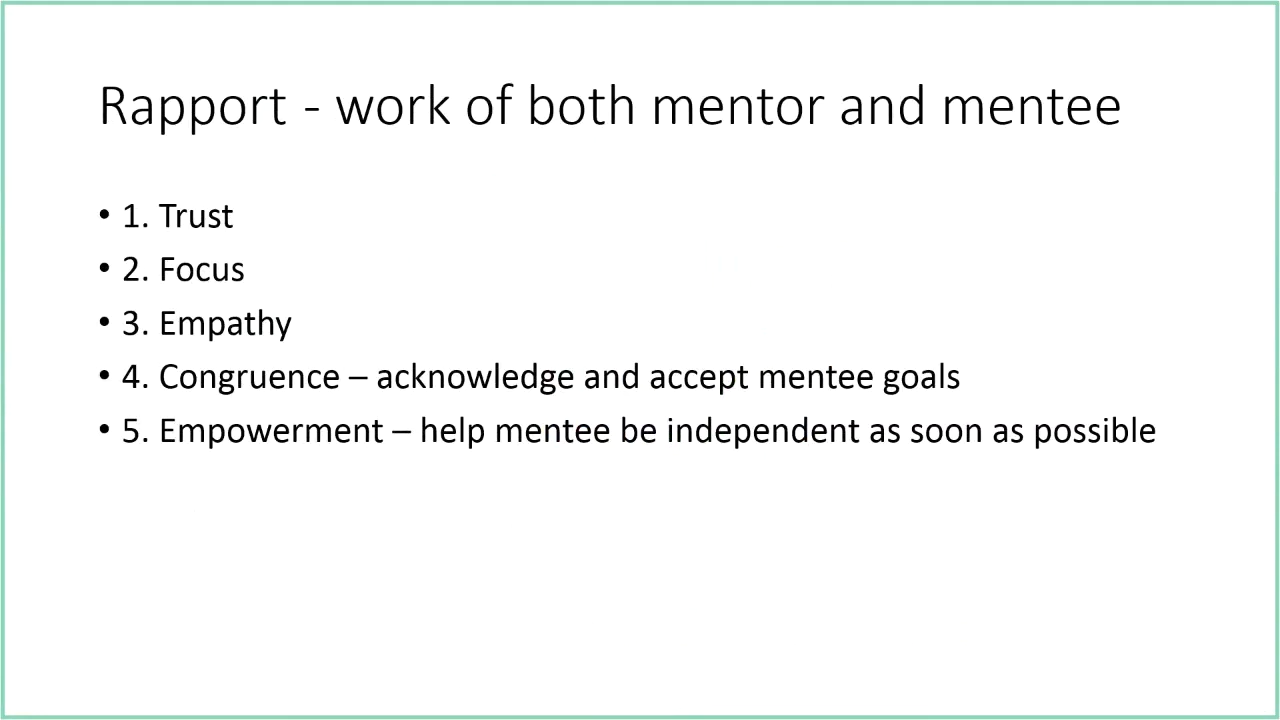 Rapport - work of both mentor and mentee
• 1. Trust
• 2. Focus
• 3. Empathy
• 4. Congruence – acknowledge and accept mentee goals
• 5. Empowerment – help mentee be independent as soon as possible